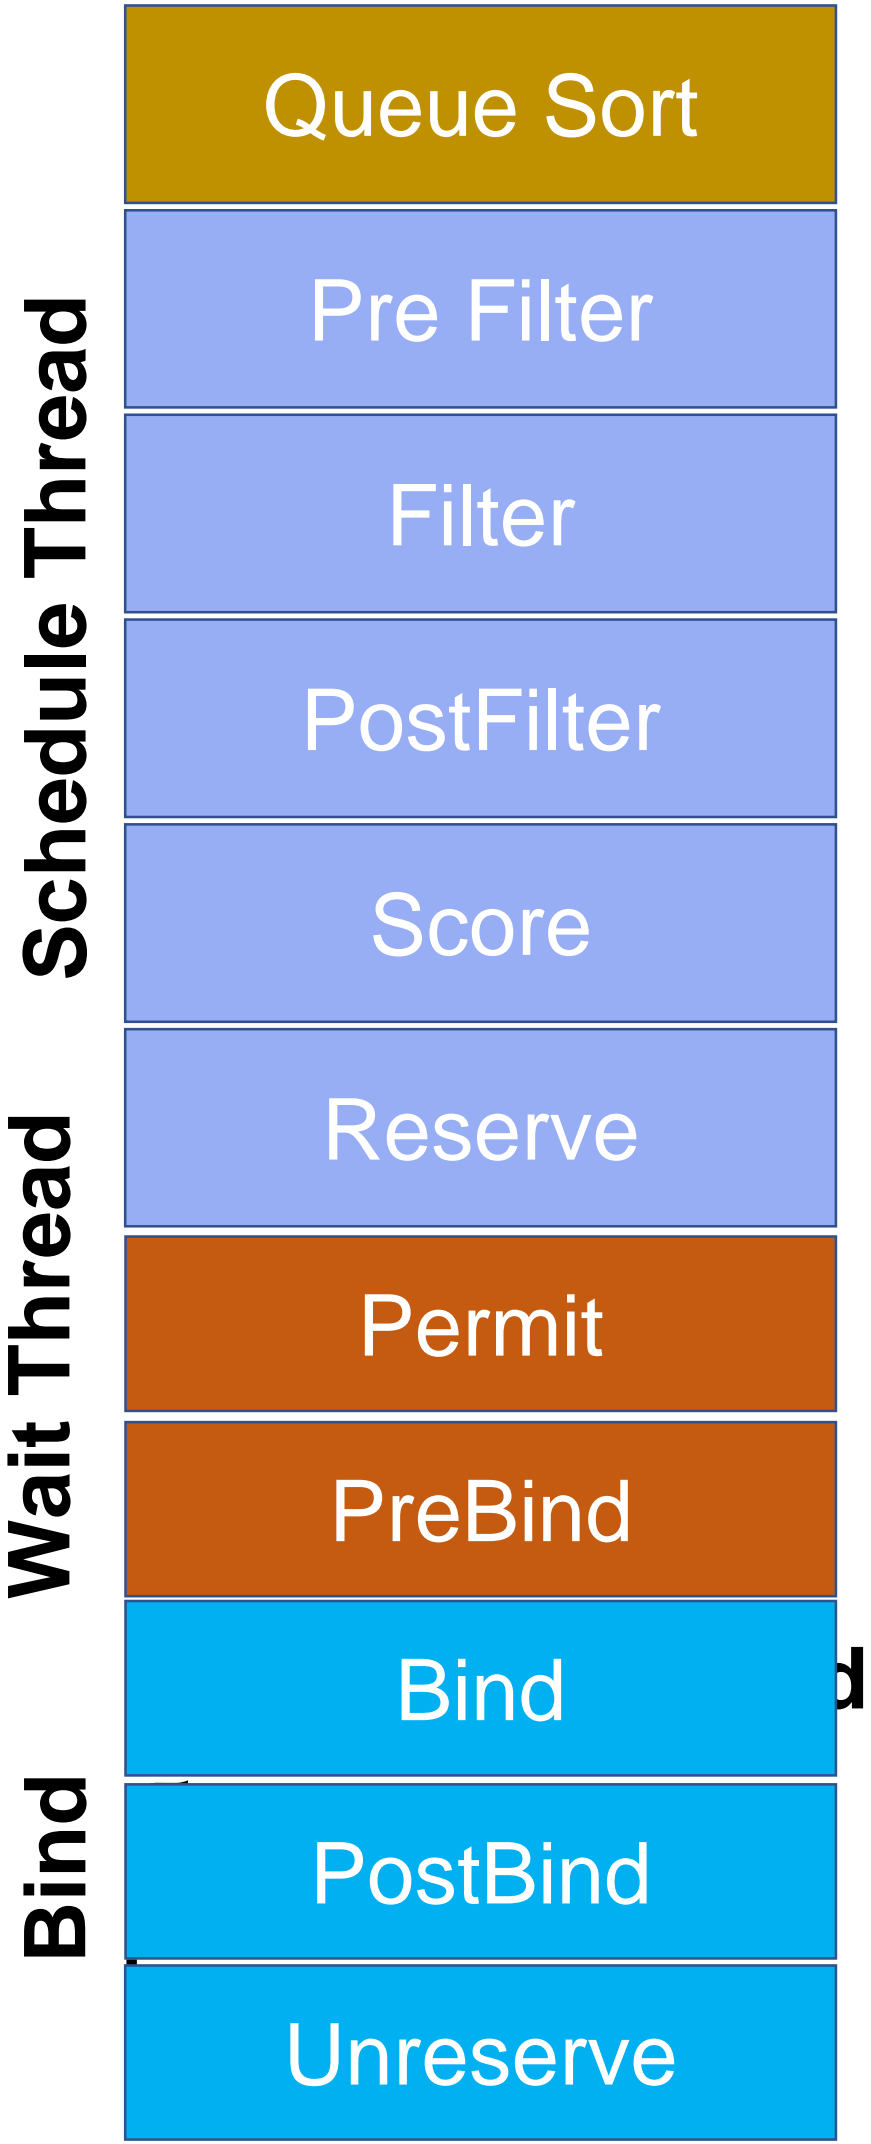 Queue Sort
Schedule Thread
Pre Filter
Filter
PostFilter
Score
Reserve
Wait Thread
Permit
PreBind
Bind
Bind
PostBind
Unreserve